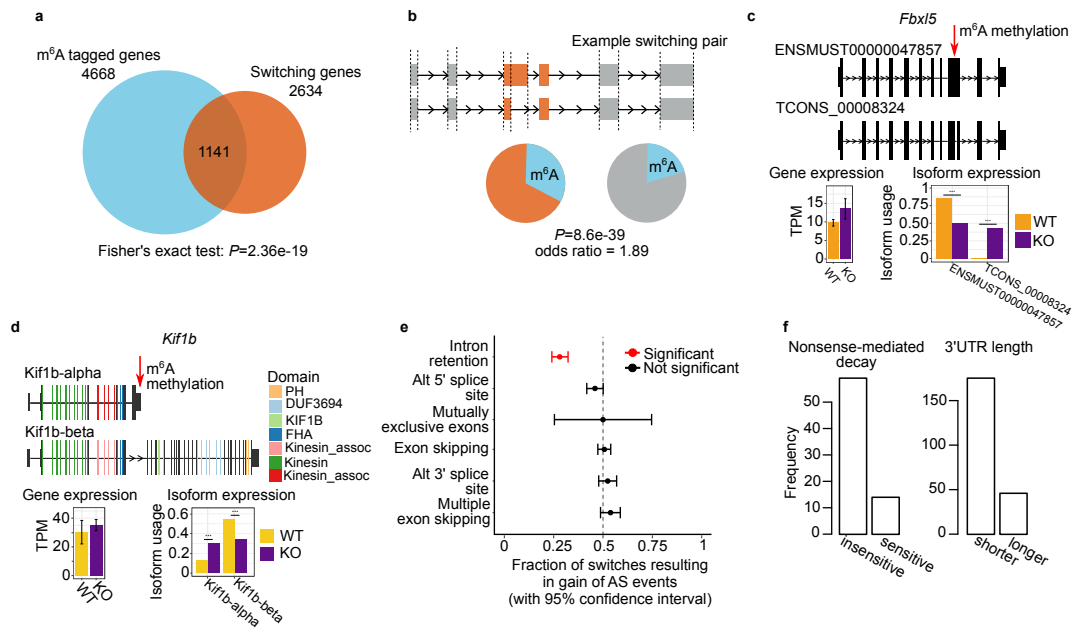 a
m⁶A tagged genes
4668
Switching genes
2634
1141
Fisher's exact test: P=2.36e-19
b
Example switching pair
m⁶A
m⁶A
P=8.6e-39
odds ratio = 1.89
c
Fbxl5
m⁶A methylation
ENSMUST00000047857
TCONS_00008324
Gene expression
TPM
15
10
5
0
WT
KO
Isoform expression
Isoform usage
1
0.75
0.5
0.25
0
***
***
ENSMUST00000047857
TCONS_00008324
WT
KO
d
Kif1b
m⁶A
methylation
Kif1b-alpha
Kif1b-beta
Domain
PH
DUF3694
KIF1B
FHA
Kinesin_assoc
Kinesin
Kinesin_assoc
Gene expression
TPM
40
20
0
WT
KO
Isoform expression
Isoform usage
0.6
0.4
0.2
0
***
***
Kif1b-alpha
Kif1b-beta
WT
KO
e
Intron
retention
Alt 5' splice
site
Mutually
exclusive exons
Exon skipping
Alt 3' splice
site
Multiple
exon skipping
Significant
Not significant
0
0.25
0.5
0.75
1
Fraction of switches resulting
in gain of AS events
(with 95% confidence interval)
f
Nonsense-mediated
decay
Frequency
50
40
30
20
10
0
insensitive
sensitive
3'UTR length
150
100
50
0
shorter
longer